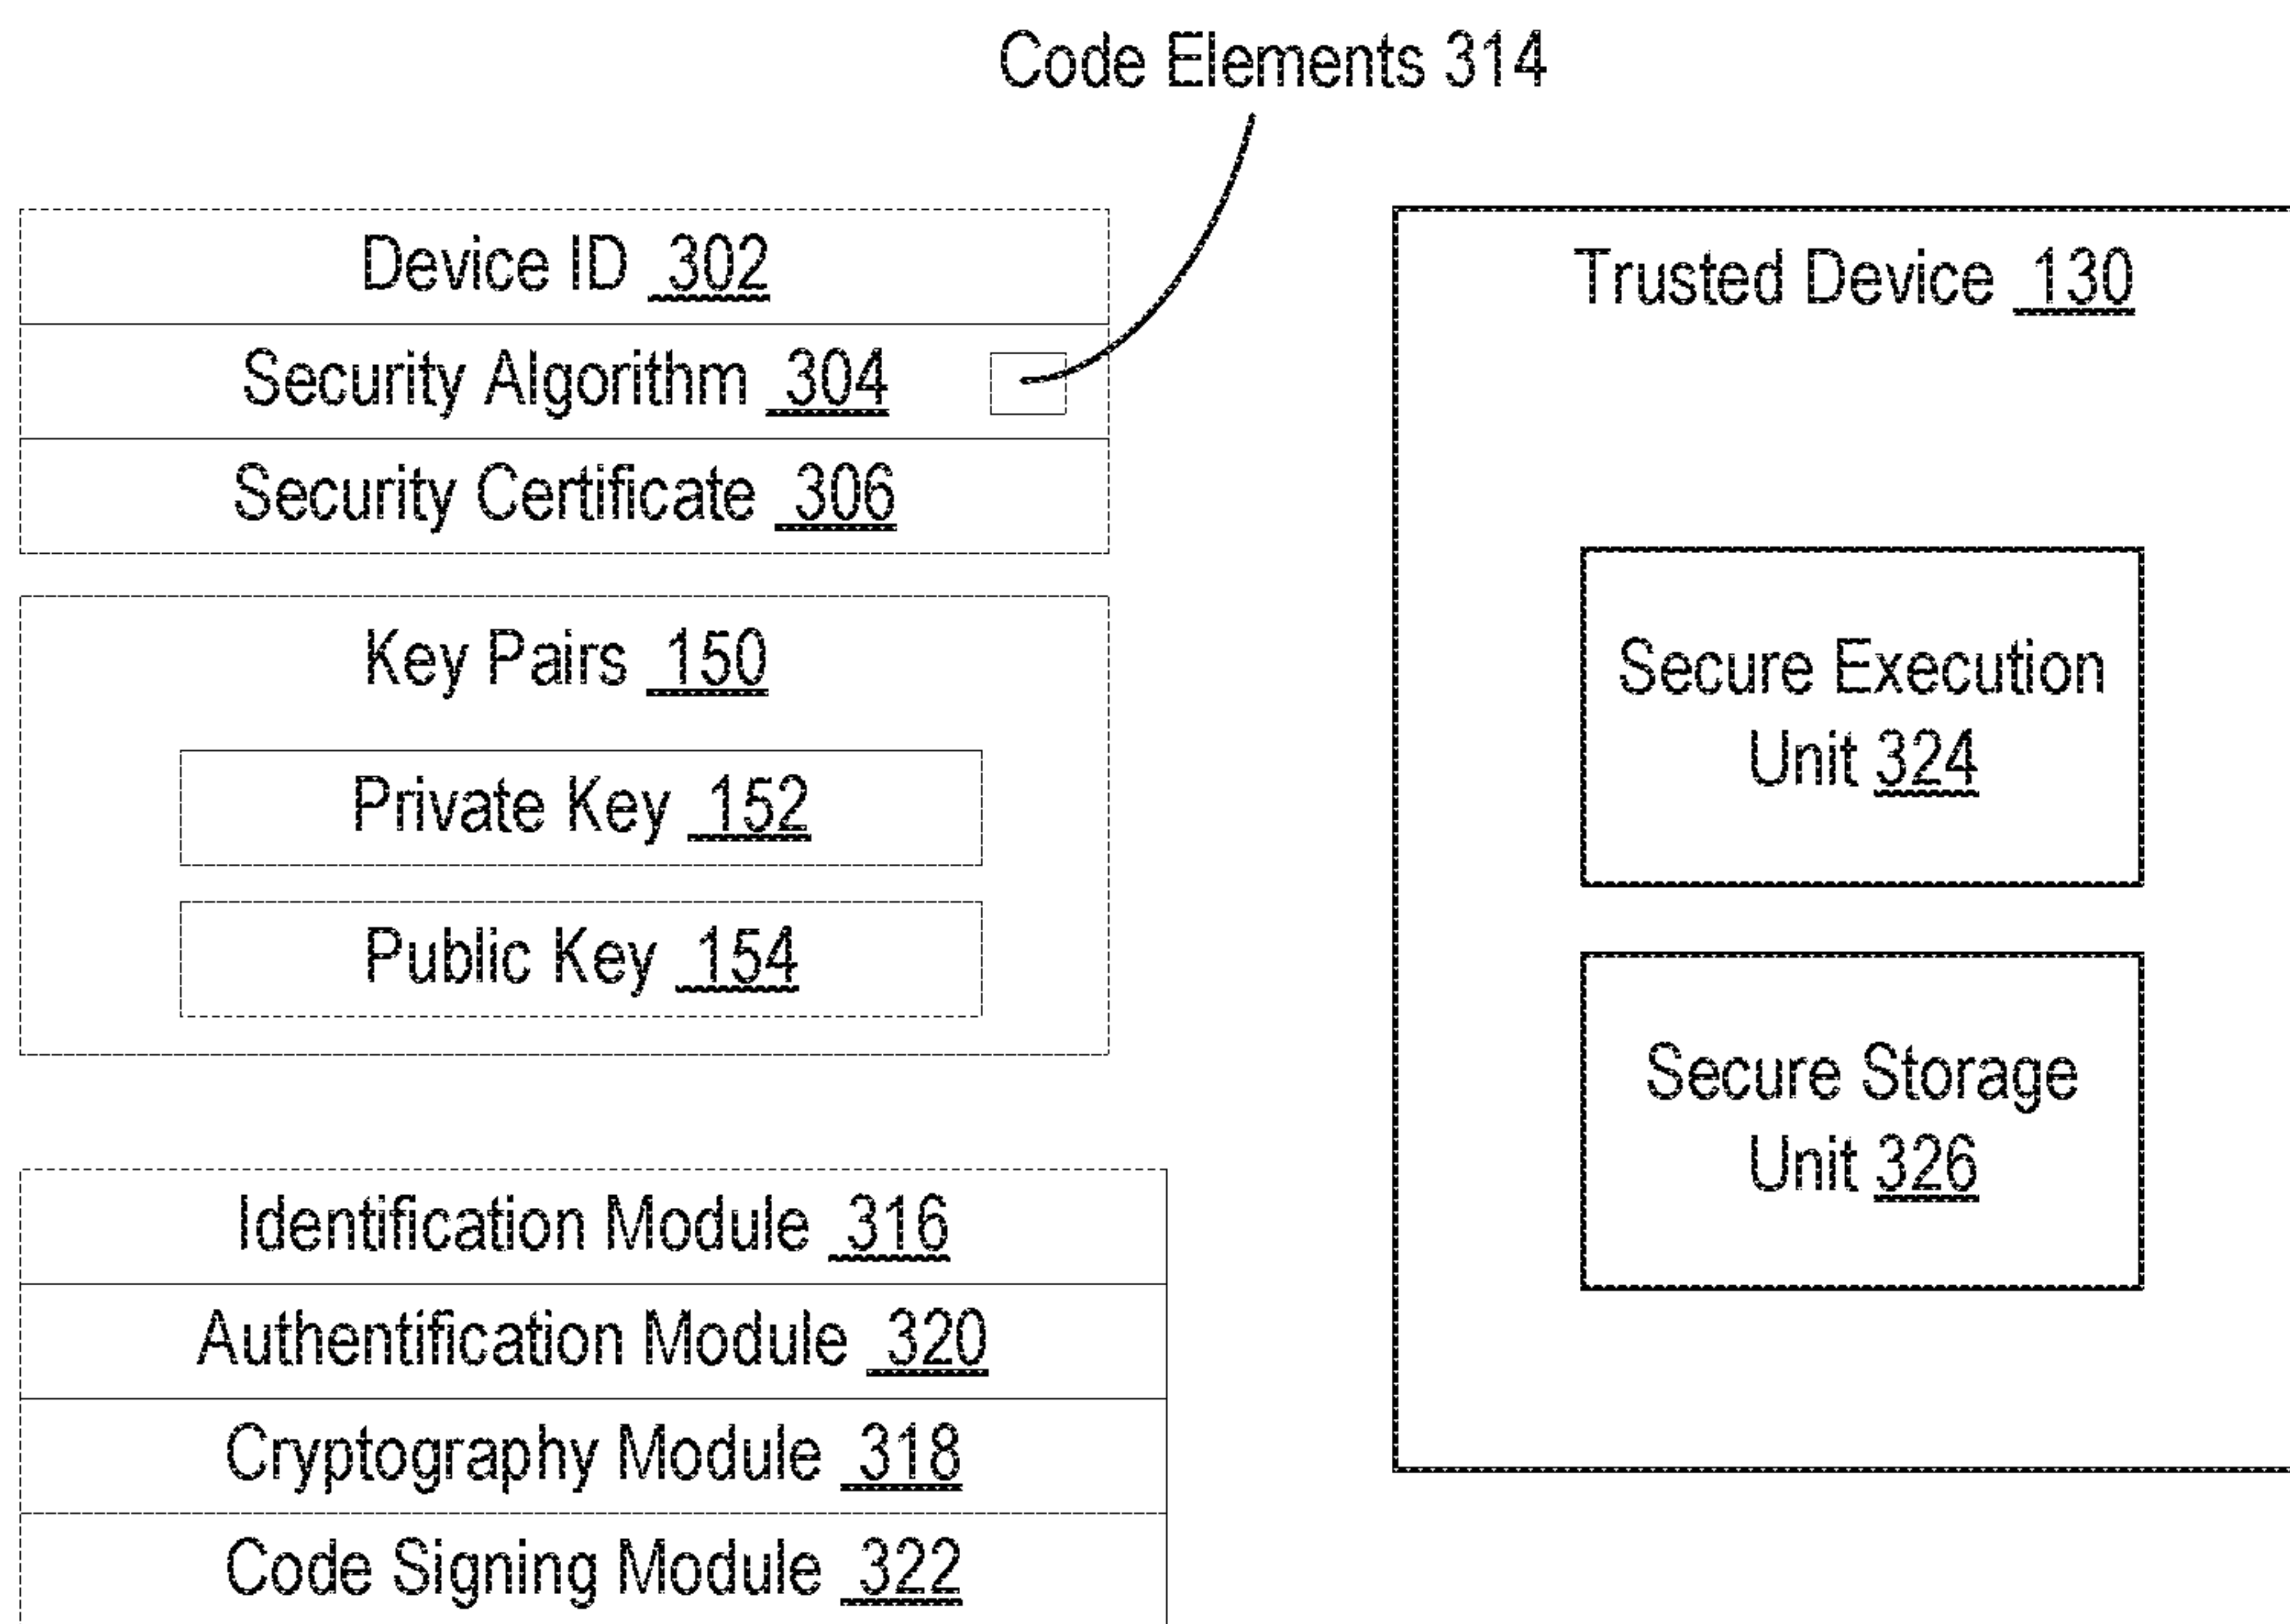 Code Elements 314
Device ID 302
Security Algorithm 304
Security Certificate 306
Key Pairs 150
Private Key 152
Public Key 154
Identification Module 316
Authentification Module 320
Cryptography Module 318
Code Signing Module 322
Trusted Device 130
Secure Execution
Unit 324
Secure Storage
Unit 326